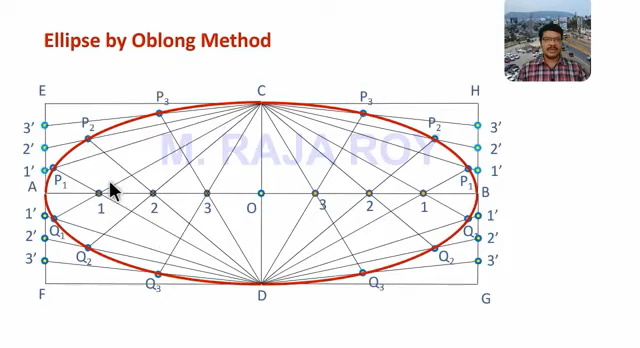 Ellipse by Oblong Method
E P₃ C P₃ H
3' P₂ P₂ 3'
2' M. RAJA ROY 2'
1' P₁ P₁ 1'
A 1 2 3 O 3 2 1 B
1' Q₁ Q₁ 1'
2' Q₂ Q₂ 2'
3' Q₃ Q₃ 3'
F D G